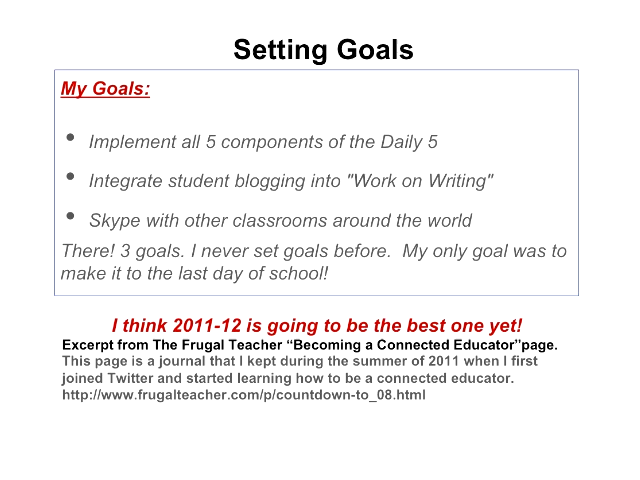 Setting Goals
My Goals:
• Implement all 5 components of the Daily 5
• Integrate student blogging into "Work on Writing"
• Skype with other classrooms around the world
There! 3 goals. I never set goals before.  My only goal was to
make it to the last day of school!
I think 2011-12 is going to be the best one yet!
Excerpt from The Frugal Teacher “Becoming a Connected Educator”page.
This page is a journal that I kept during the summer of 2011 when I first
joined Twitter and started learning how to be a connected educator.
http://www.frugalteacher.com/p/countdown-to_08.html